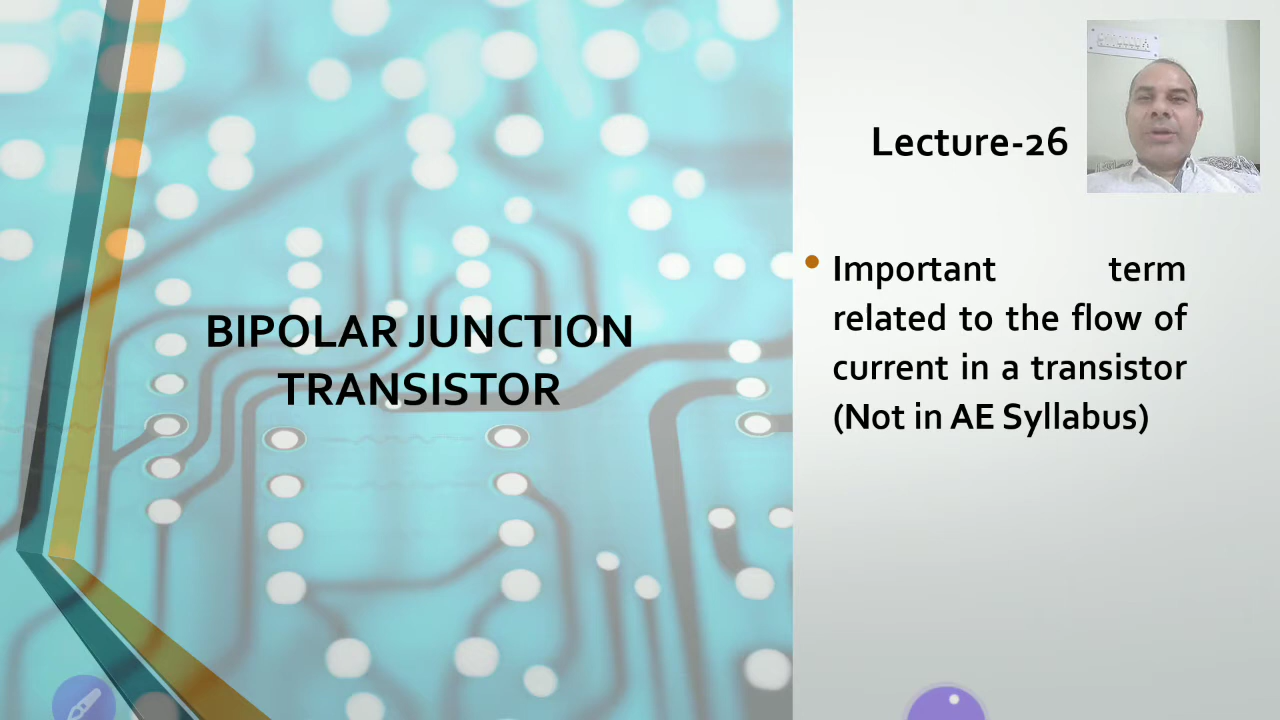 BIPOLAR JUNCTION
TRANSISTOR
Lecture-26
Important term
related to the flow of
current in a transistor
(Not in AE Syllabus)